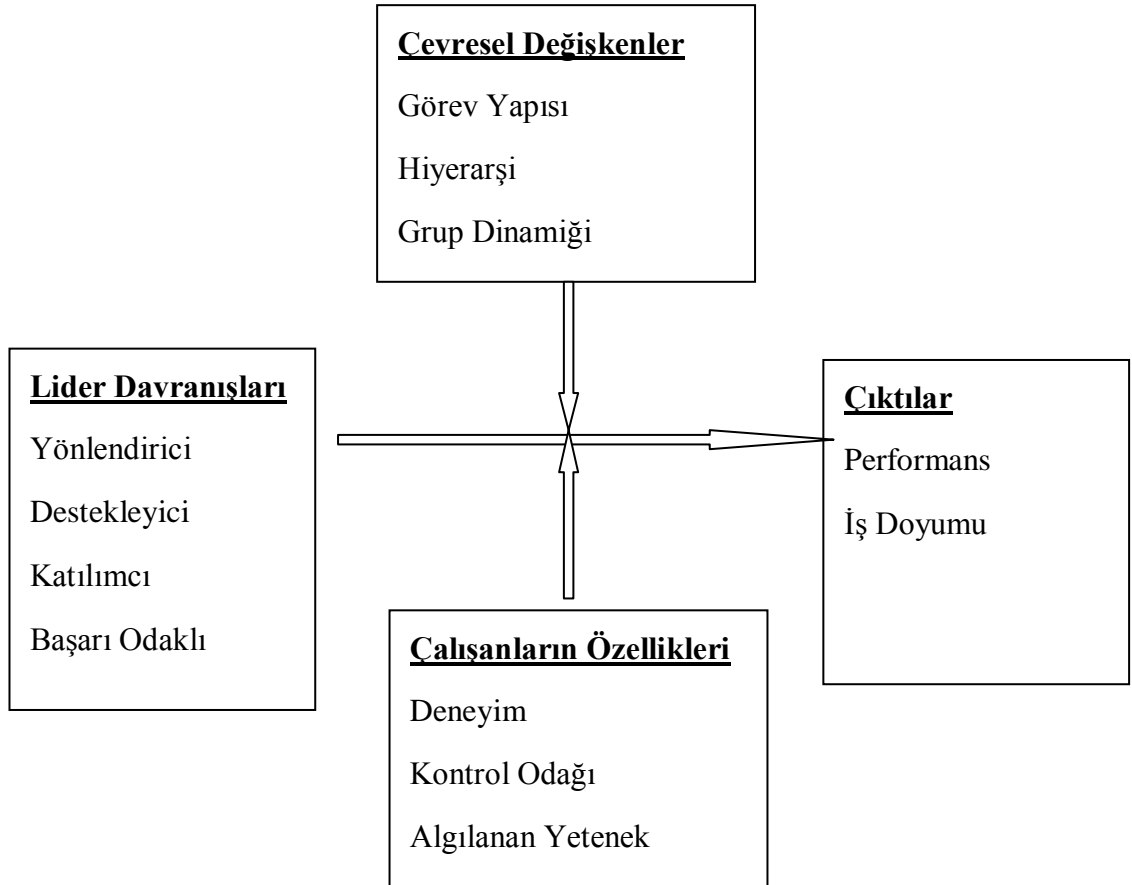 Çevresel Değişkenler
Görev Yapısı
Hiyerarşi
Grup Dinamiği
Lider Davranışları
Yönlendirici
Destekleyici
Katılımcı
Başarı Odaklı
Çıktılar
Performans
İş Doyumu
Çalışanların Özellikleri
Deneyim
Kontrol Odağı
Algılanan Yetenek